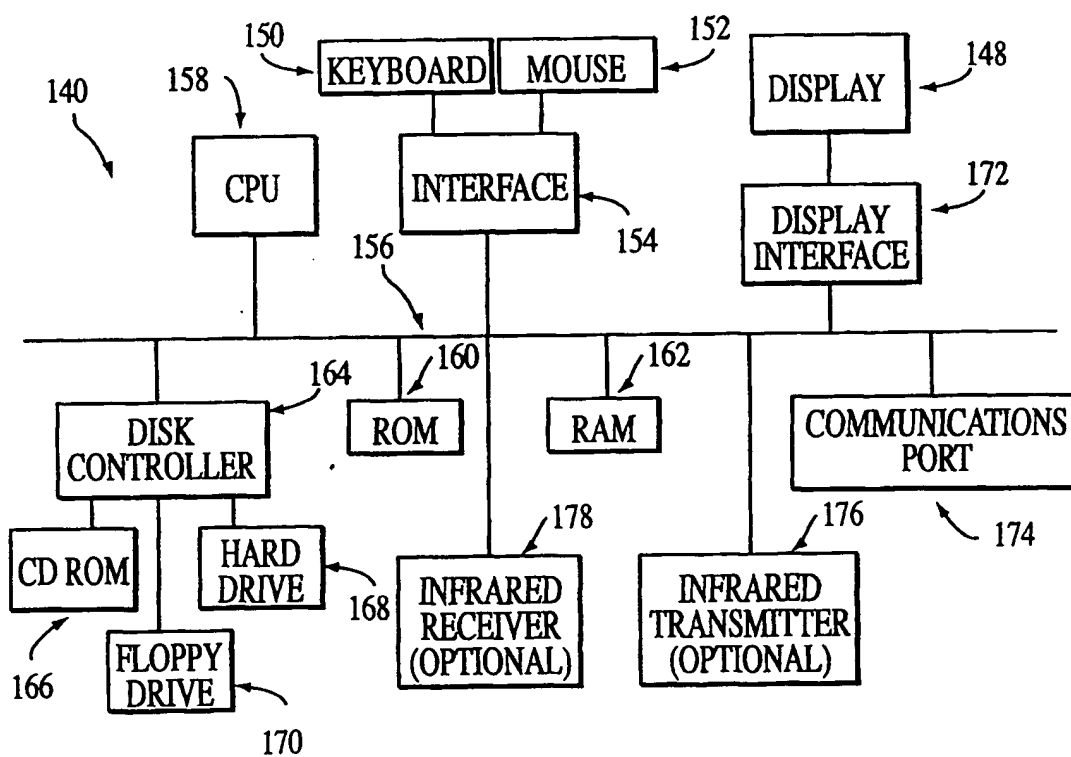 150
KEYBOARD
MOUSE
152
140
158
DISPLAY
148
CPU
INTERFACE
154
DISPLAY
INTERFACE
172
156
164
160
162
DISK
CONTROLLER
ROM
RAM
COMMUNICATIONS
PORT
174
CD ROM
166
HARD
DRIVE
168
FLOPPY
DRIVE
170
178
INFRARED
RECEIVER
(OPTIONAL)
176
INFRARED
TRANSMITTER
(OPTIONAL)